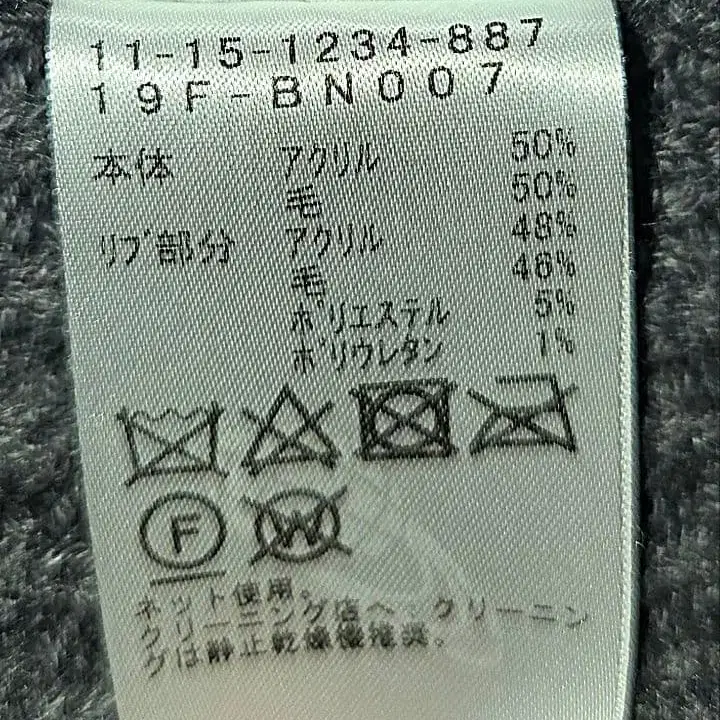 11-15-1234-887
19F-BN007
本体 アクリル 50%
毛 50%
リブ部分 アクリル 48%
毛 46%
ポリエステル 5%
ポリウレタン 1%
F W
ネット使用。
クリーニング店へ：クリーニン
グは静止乾燥機推奨。